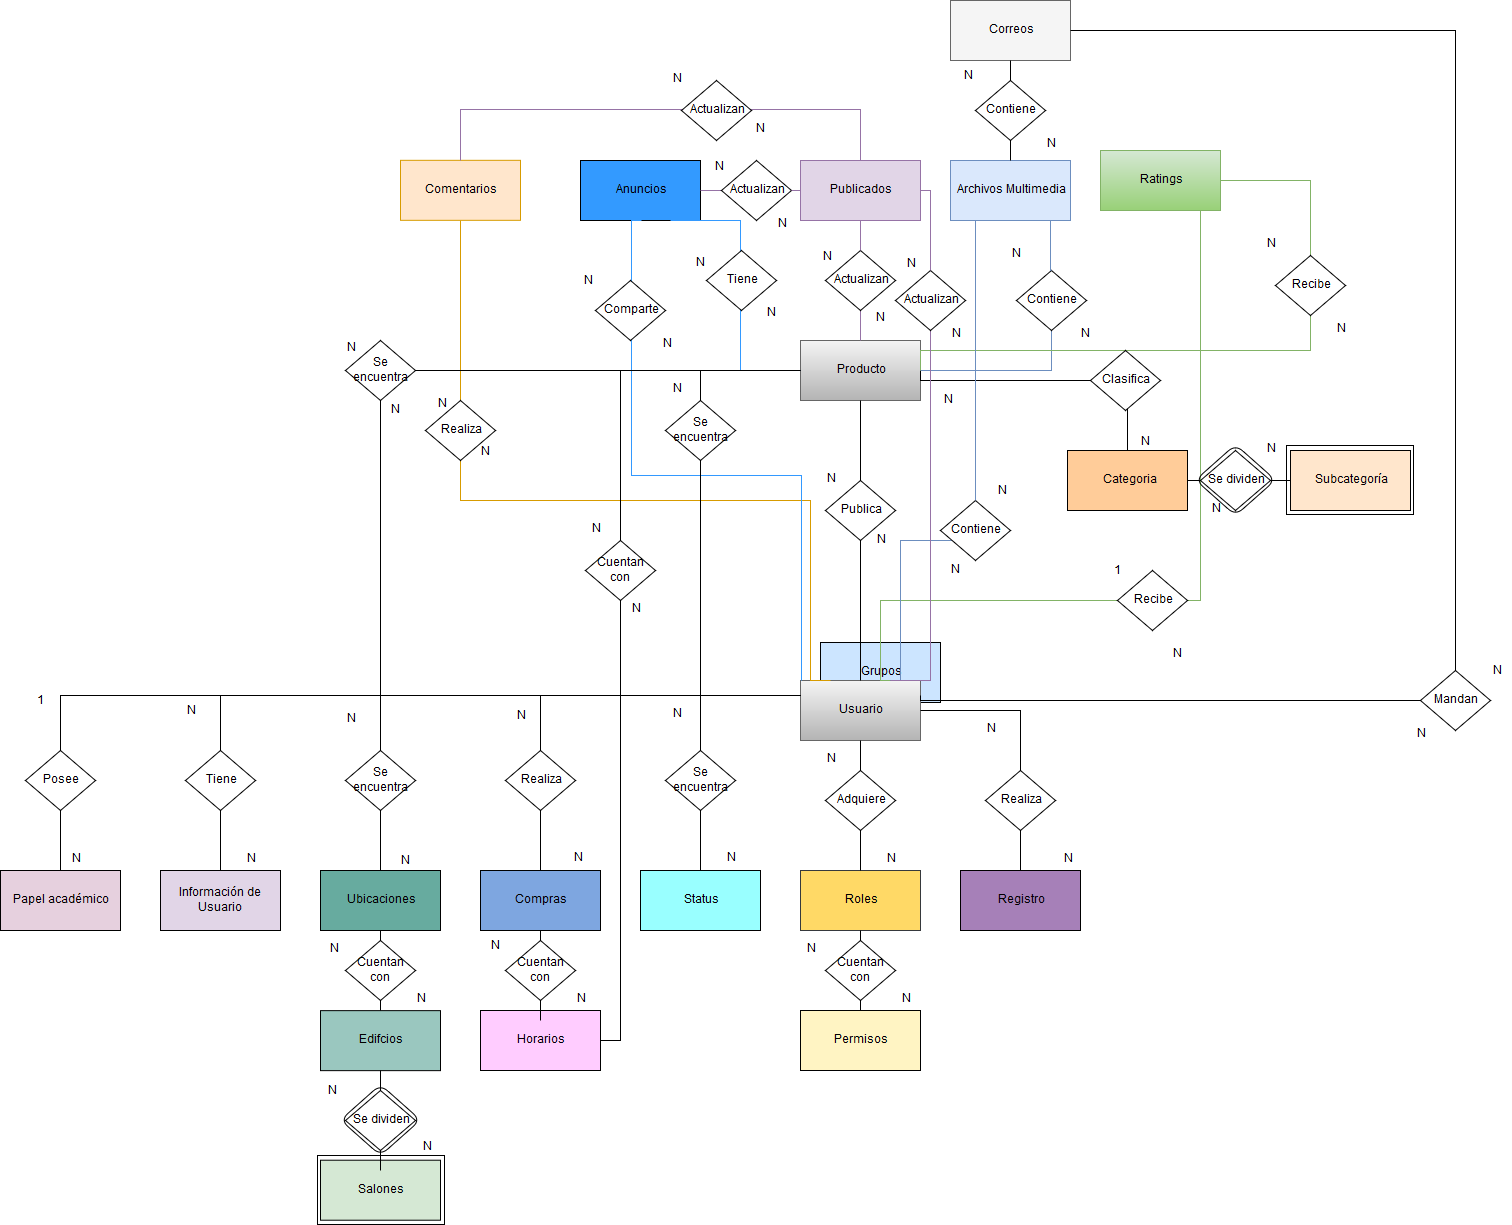 Correos
N
Contiene
N
N
Actualizan
N
Comentarios
Anuncios
N
Actualizan
N
Publicados
Archivos Multimedia
Ratings
N
Comparte
N
N
Tiene
N
N
Actualizan
N
N
Actualizan
N
N
Contiene
N
N
Recibe
N
N
Se
encuentra
N
Producto
N
Clasifica
N
N
Realiza
N
N
Se
encuentra
Categoria
Se dividen
N
N
Subcategoría
N
Publica
N
N
Contiene
N
N
Cuentan
con
N
1
Recibe
N
Grupos
Usuario
N
Mandan
N
1
Posee
N
N
Tiene
N
N
Se
encuentra
N
N
Realiza
N
N
Se
encuentra
N
N
Adquiere
N
N
Realiza
N
Papel académico
Información de
Usuario
Ubicaciones
Compras
Status
Roles
Registro
N
Cuentan
con
N
N
Cuentan
con
N
N
Cuentan
con
N
Edifcios
Horarios
Permisos
N
Se dividen
N
Salones